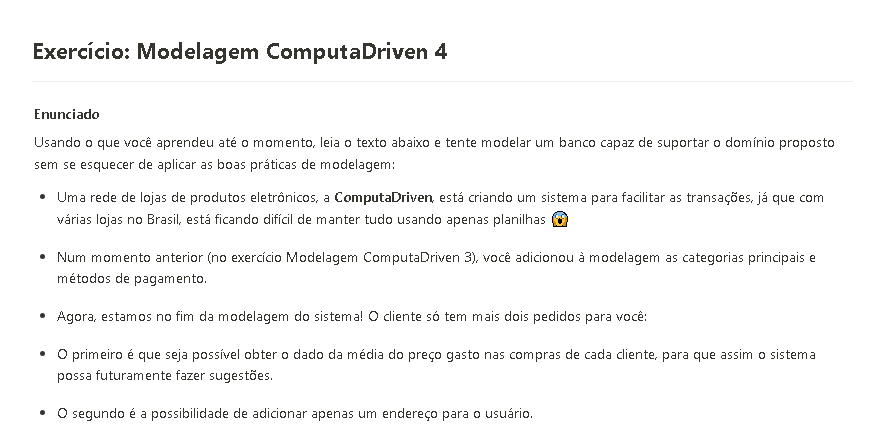 Exercício: Modelagem ComputaDriven 4
Enunciado
Usando o que você aprendeu até o momento, leia o texto abaixo e tente modelar um banco capaz de suportar o domínio proposto
sem se esquecer de aplicar as boas práticas de modelagem:
• Uma rede de lojas de produtos eletrônicos, a ComputaDriven, está criando um sistema para facilitar as transações, já que com
várias lojas no Brasil, está ficando difícil de manter tudo usando apenas planilhas 😱
• Num momento anterior (no exercício Modelagem ComputaDriven 3), você adicionou à modelagem as categorias principais e
métodos de pagamento.
• Agora, estamos no fim da modelagem do sistema! O cliente só tem mais dois pedidos para você:
• O primeiro é que seja possível obter o dado da média do preço gasto nas compras de cada cliente, para que assim o sistema
possa futuramente fazer sugestões.
• O segundo é a possibilidade de adicionar apenas um endereço para o usuário.